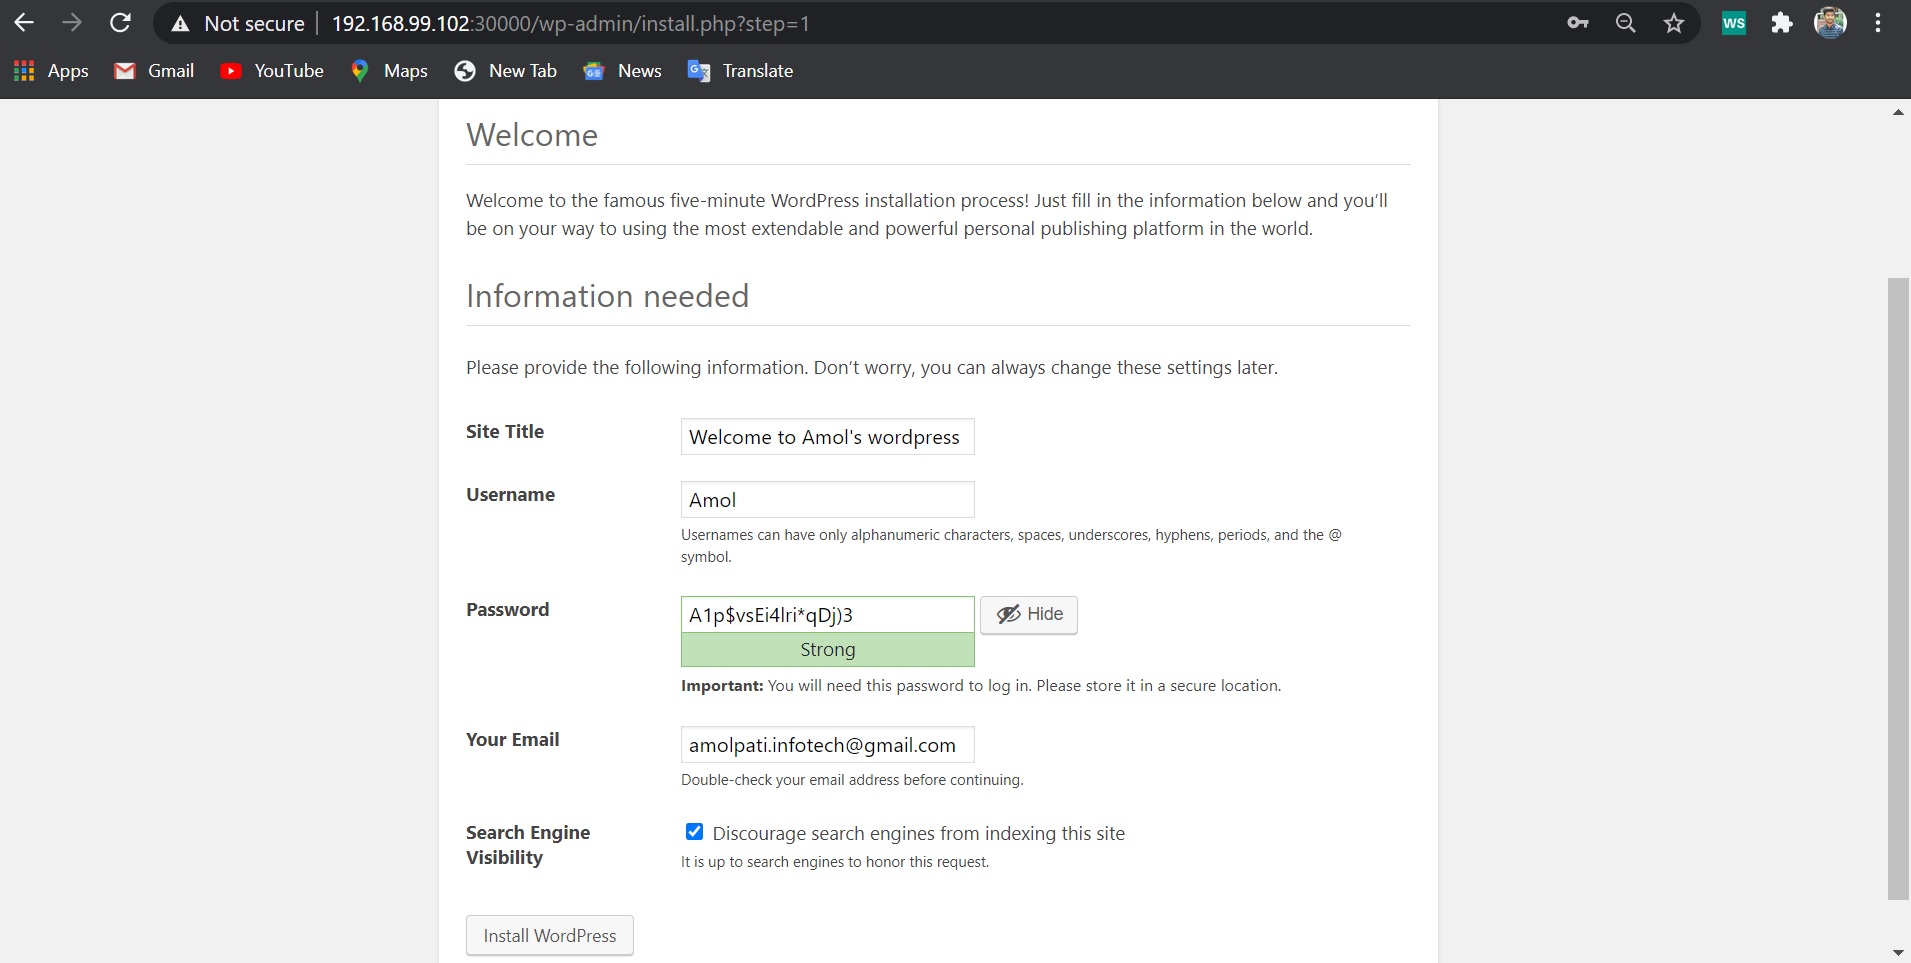 Not secure | 192.168.99.102:30000/wp-admin/install.php?step=1
WS
Apps Gmail YouTube Maps New Tab News Translate
Welcome
Welcome to the famous five-minute WordPress installation process! Just fill in the information below and you’ll
be on your way to using the most extendable and powerful personal publishing platform in the world.
Information needed
Please provide the following information. Don’t worry, you can always change these settings later.
Site Title
Welcome to Amol's wordpress
Username
Amol
Usernames can have only alphanumeric characters, spaces, underscores, hyphens, periods, and the @
symbol.
Password
A1p$vsEi4lri*qDj)3
Hide
Strong
Important: You will need this password to log in. Please store it in a secure location.
Your Email
amolpati.infotech@gmail.com
Double-check your email address before continuing.
Search Engine
Visibility
Discourage search engines from indexing this site
It is up to search engines to honor this request.
Install WordPress